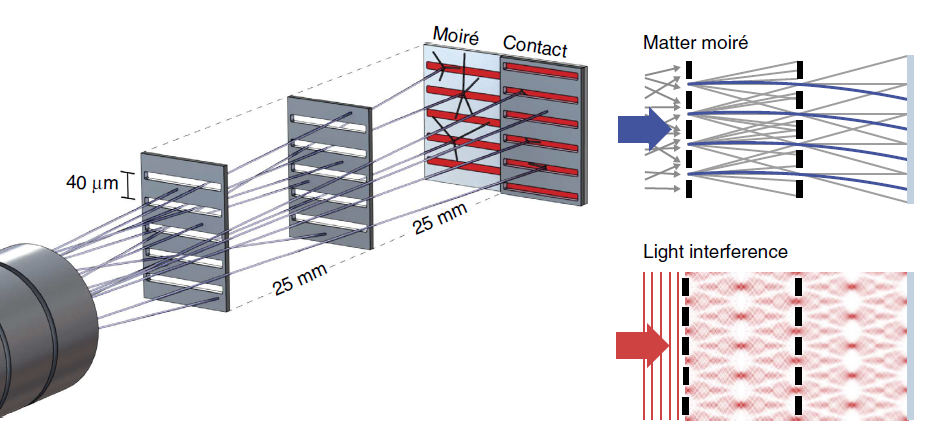 Moiré
Contact
40 μm
25 mm
25 mm
Matter moiré
Light interference